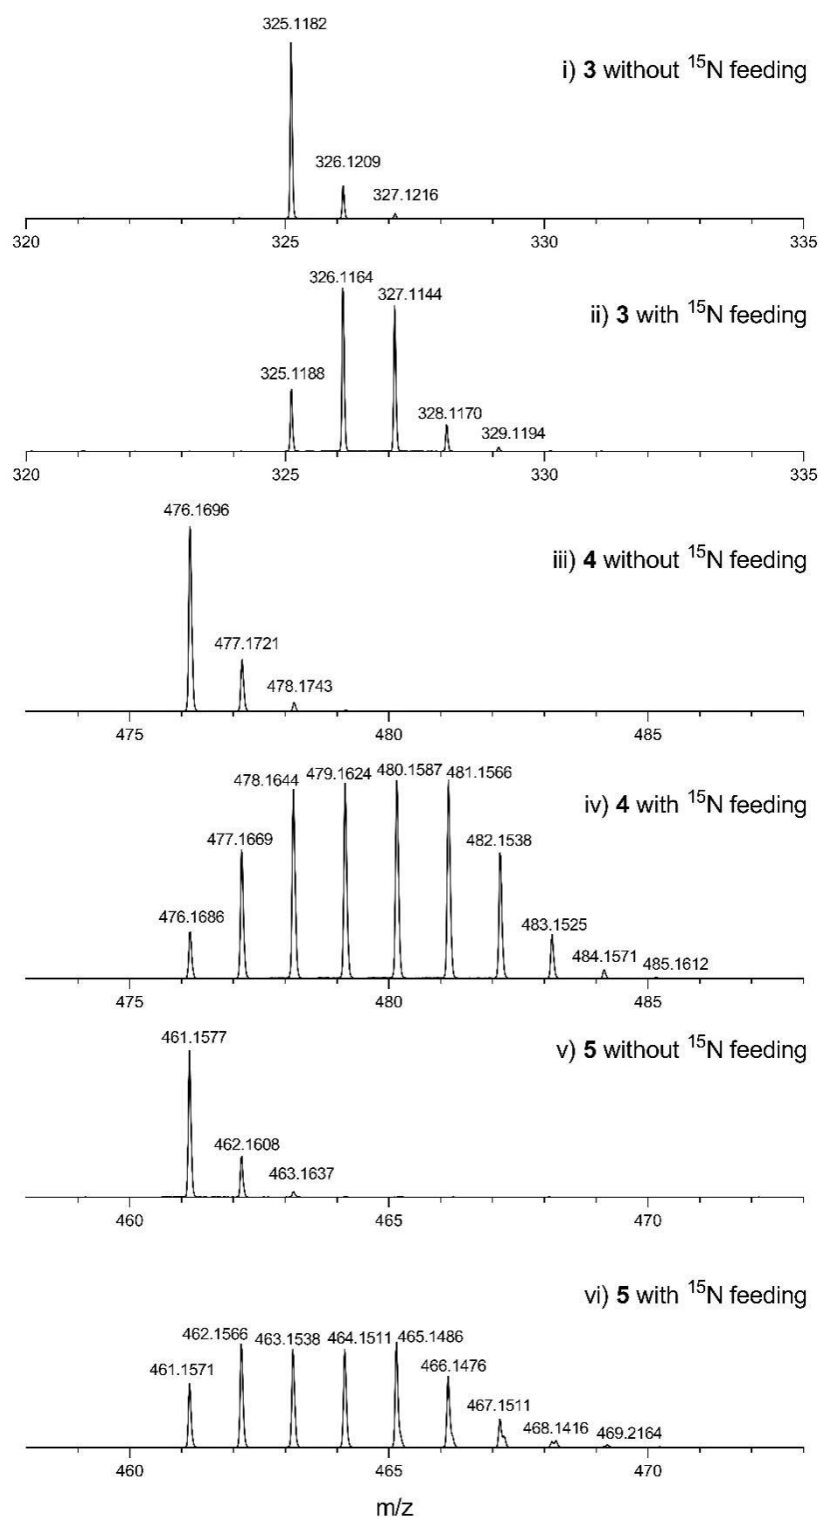 325.1182
i) 3 without ¹⁵N feeding
326.1209
327.1216
320 325 330 335
326.1164
327.1144
ii) 3 with ¹⁵N feeding
325.1188
328.1170
329.1194
320 325 330 335
476.1696
iii) 4 without ¹⁵N feeding
477.1721
478.1743
475 480 485
478.1644 479.1624 480.1587 481.1566
iv) 4 with ¹⁵N feeding
477.1669
482.1538
476.1686
483.1525
484.1571
485.1612
475 480 485
461.1577
v) 5 without ¹⁵N feeding
462.1608
463.1637
460 465 470
vi) 5 with ¹⁵N feeding
462.1566 463.1538 464.1511 465.1486
461.1571
466.1476
467.1511
468.1416 469.2164
460 465 470
m/z